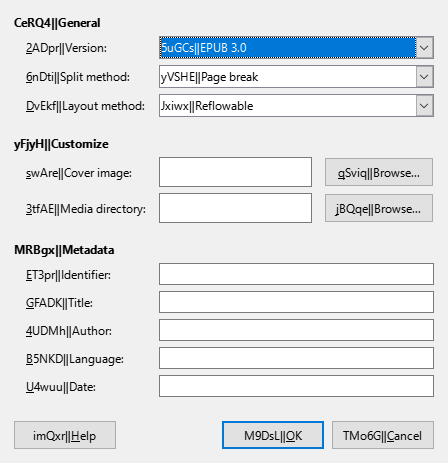 CeRQ4||General
2ADpr||Version: 5uGCs||EPUB 3.0
6nDti||Split method: yVSHE||Page break
DvEkf||Layout method: Jxiwx||Reflowable
yFjyH||Customize
swAre||Cover image: qSviq||Browse...
3tfAE||Media directory: jBQqe||Browse...
MRBgx||Metadata
ET3pr||Identifier:
GFADK||Title:
4UDMh||Author:
B5NKD||Language:
U4wuu||Date:
imQxr||Help M9DsL||OK TMo6G||Cancel